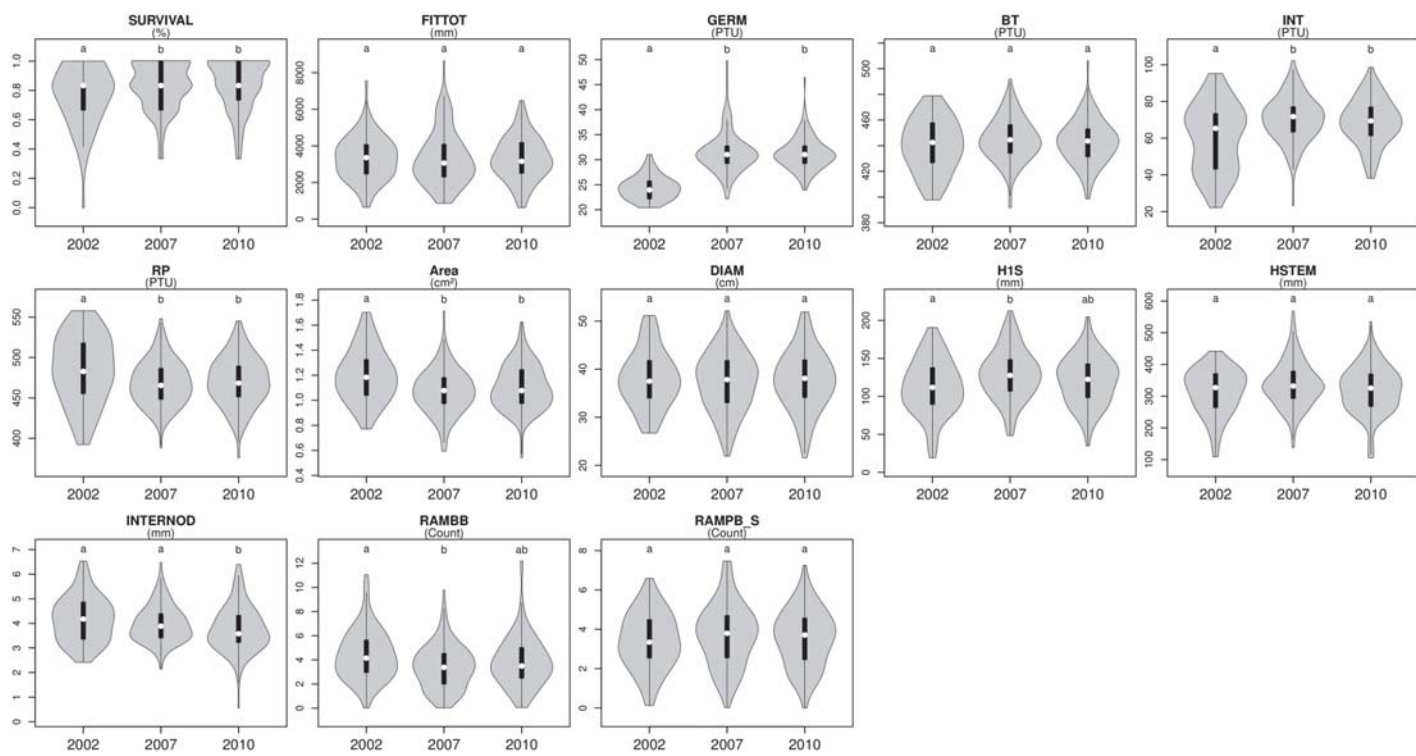 SURVIVAL
(%)
a b b
1.0
0.8
0.6
0.4
0.2
0.0
2002 2007 2010
FITTOT
(mm)
a a a
8000
6000
4000
2000
0
2002 2007 2010
GERM
(PTU)
a b b
50
45
40
35
30
25
20
2002 2007 2010
BT
(PTU)
a a a
500
460
420
380
2002 2007 2010
INT
(PTU)
a b b
100
80
60
40
20
2002 2007 2010
RP
(PTU)
a b b
550
500
450
400
2002 2007 2010
Area
(cm²)
a b b
1.8
1.6
1.4
1.2
1.0
0.8
0.6
0.4
2002 2007 2010
DIAM
(cm)
a a a
50
40
30
20
2002 2007 2010
H1S
(mm)
a b ab
200
150
100
50
0
2002 2007 2010
HSTEM
(mm)
a a a
600
500
400
300
200
100
2002 2007 2010
INTERNOD
(mm)
a a b
7
6
5
4
3
2
1
0
2002 2007 2010
RAMBB
(Count)
a b ab
12
10
8
6
4
2
0
2002 2007 2010
RAMPB_S
(Count)
a a a
8
6
4
2
0
2002 2007 2010